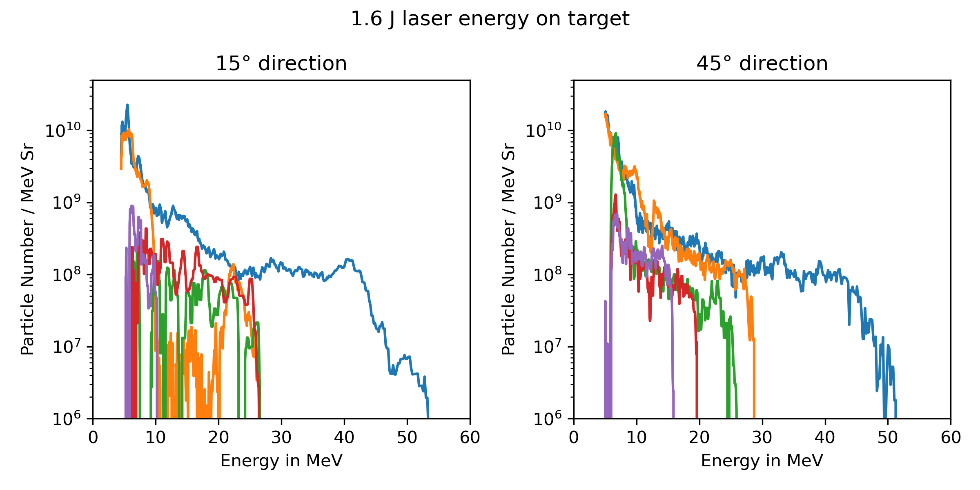 1.6 J laser energy on target
15° direction
Particle Number / MeV Sr
10^10
10^9
10^8
10^7
10^6
0 10 20 30 40 50 60
Energy in MeV
45° direction
Particle Number / MeV Sr
10^10
10^9
10^8
10^7
10^6
0 10 20 30 40 50 60
Energy in MeV